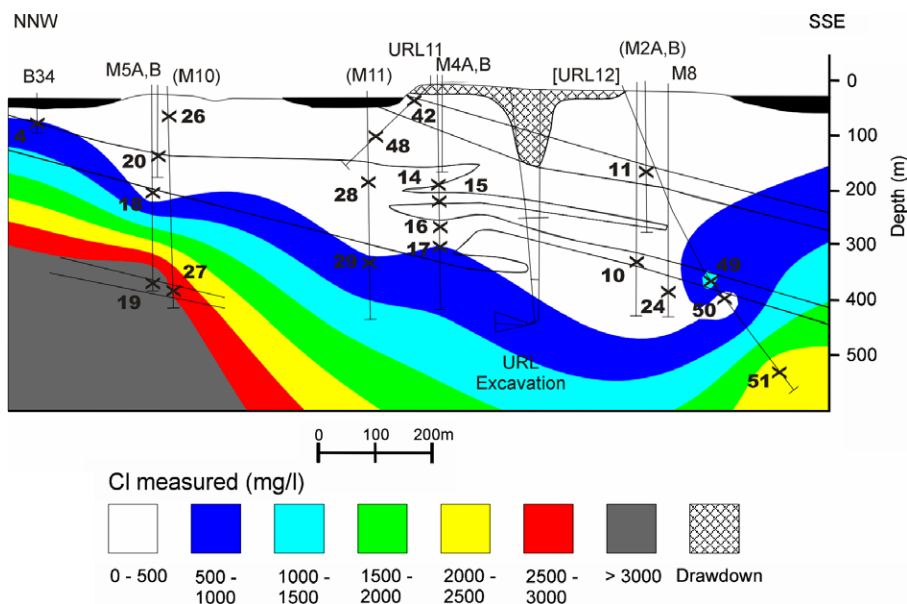 NNW
SSE
URL11
(M2A,B)
B34
M5A,B
(M10)
(M11)
M4A,B
[URL12]
M8
0
100
200
300
400
500
Depth (m)
4
26
20
18
27
19
48
42
28
29
14
15
16
17
11
10
24
49
50
51
URL
Excavation
0
100
200m
Cl measured (mg/l)
0 - 500
500 -
1000
1000 -
1500
1500 -
2000
2000 -
2500
2500 -
3000
> 3000
Drawdown